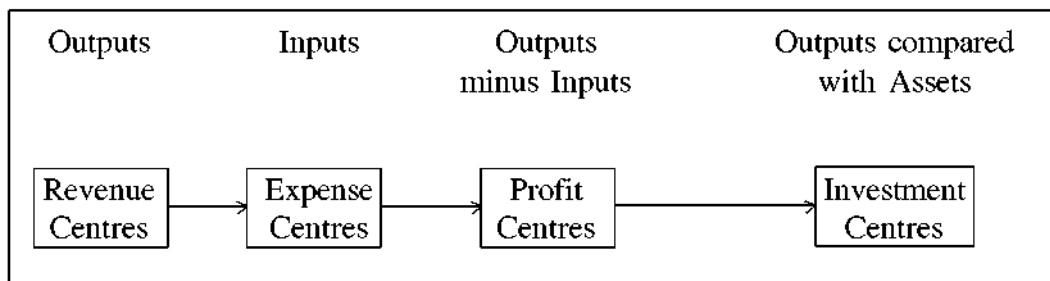 Outputs
Inputs
Outputs
minus Inputs
Outputs compared
with Assets
Revenue
Centres
Expense
Centres
Profit
Centres
Investment
Centres